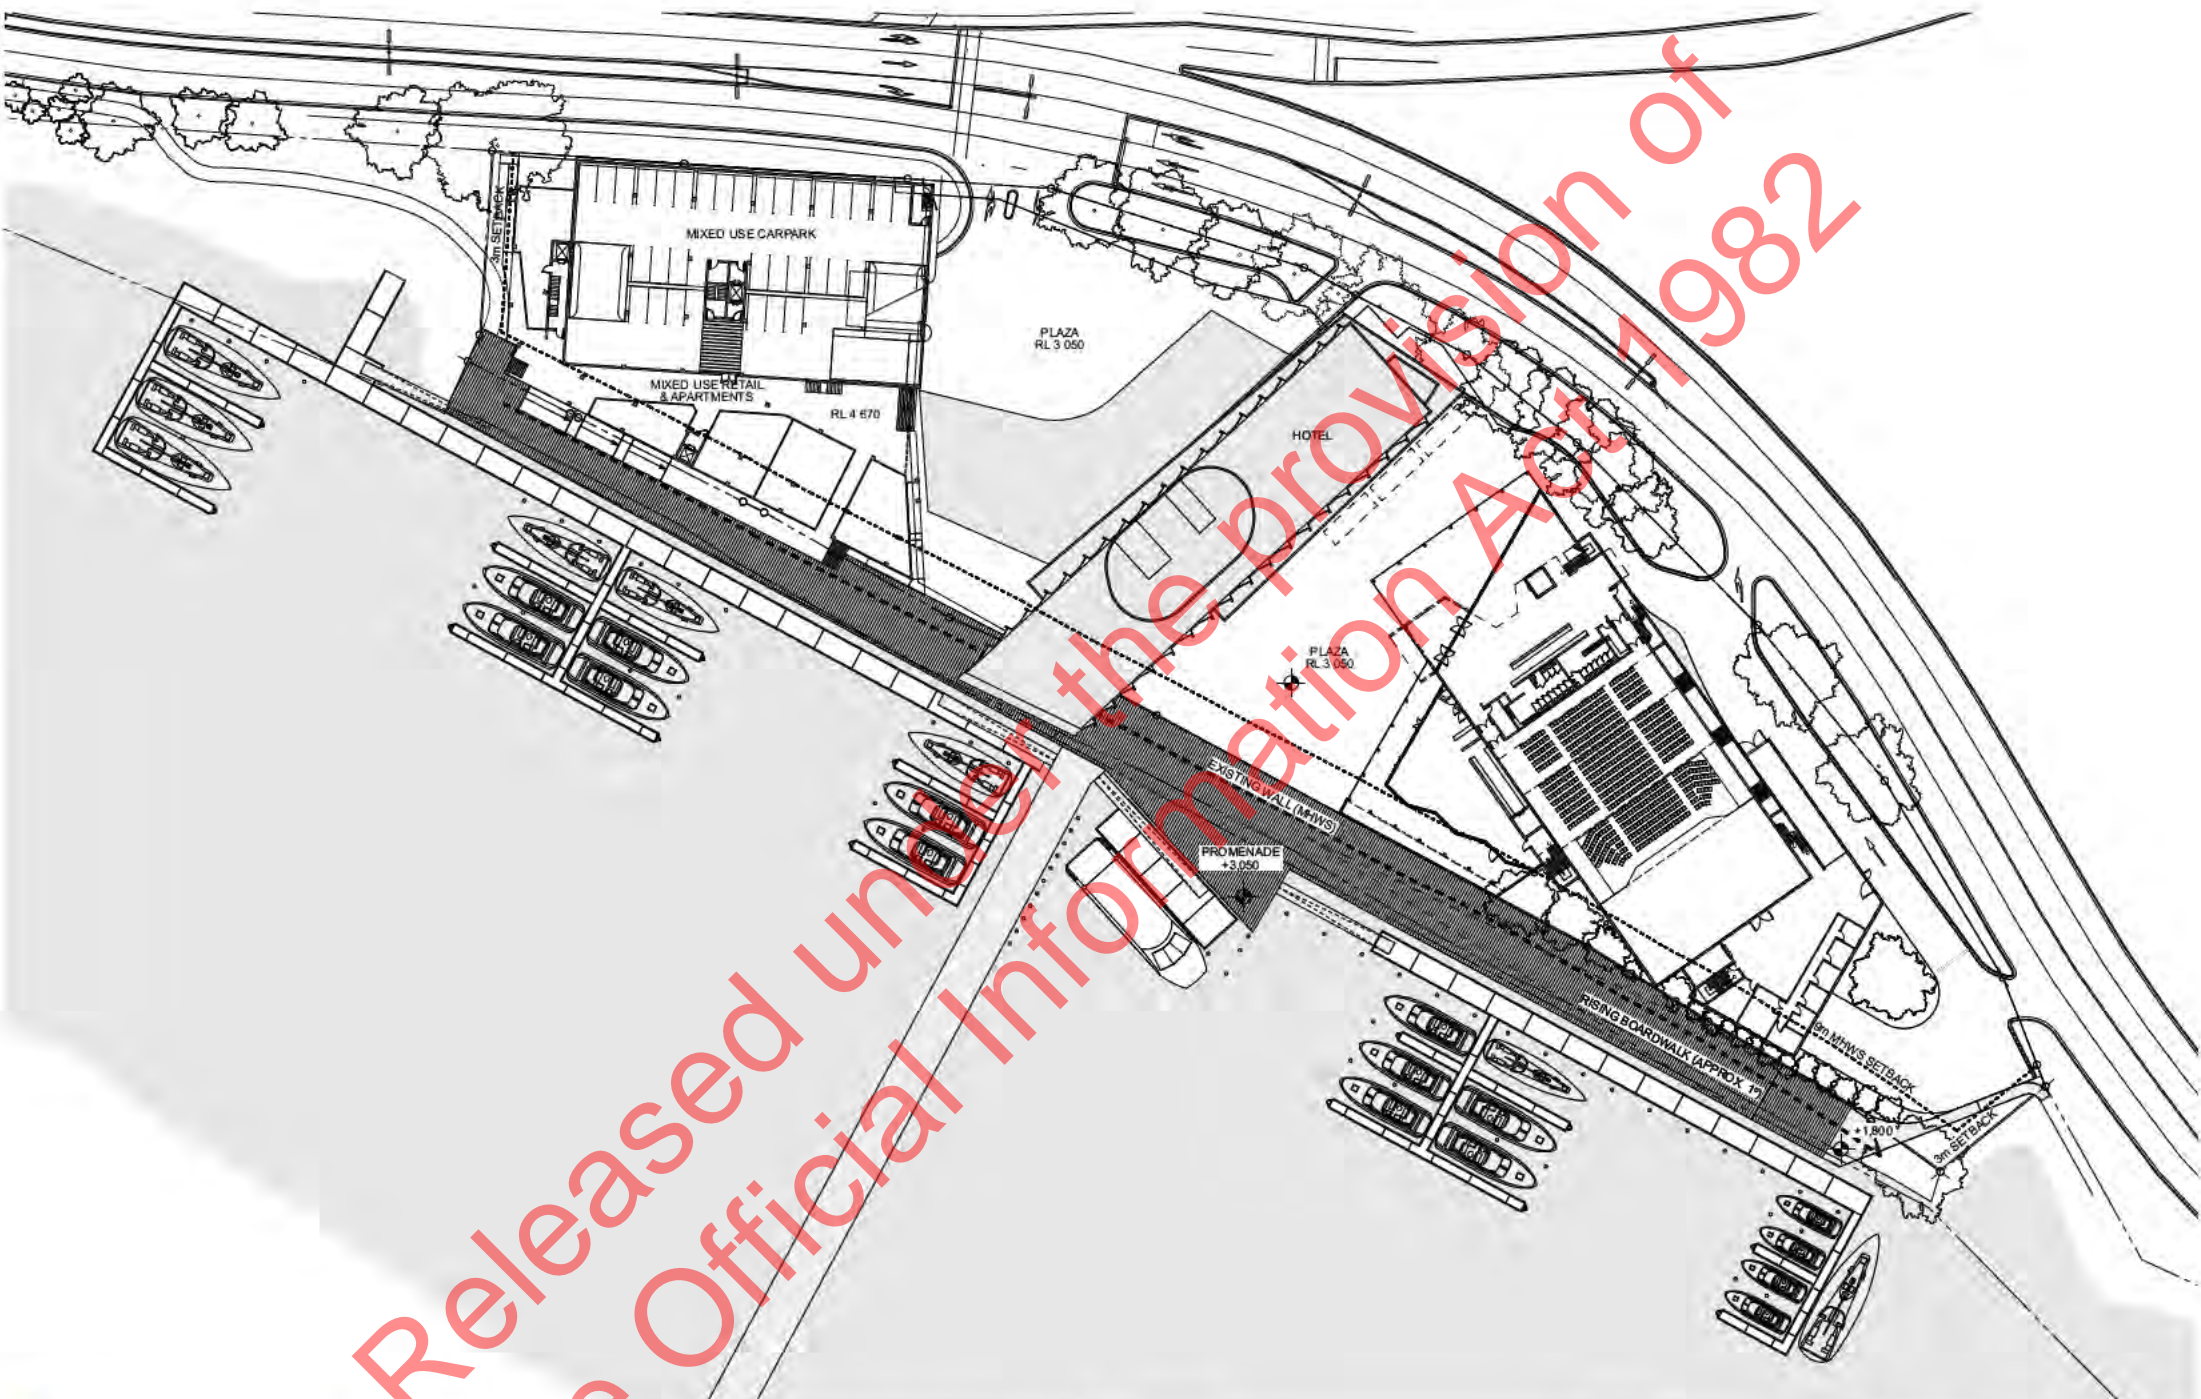 3m SETBACK
MIXED USE CARPARK
PLAZA
RL 3 050
MIXED USE RETAIL
& APARTMENTS
RL 4 670
HOTEL
PLAZA
RL 3 050
EXISTING WALL (MHWS)
PROMENADE
+3,050
RISING BOARDWALK (APPROX. 1°)
9m MHWS SETBACK
+1,800
3m SETBACK
Released under the provision of
Official Information Act 1982